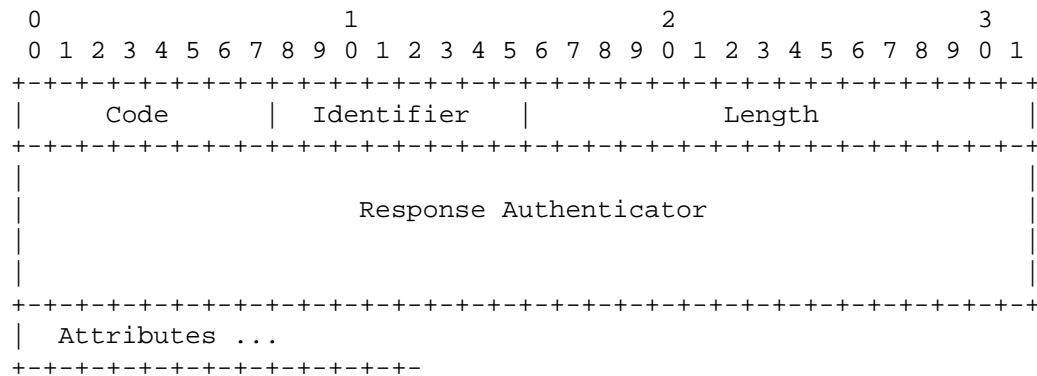 0                   1                   2                   3
 0 1 2 3 4 5 6 7 8 9 0 1 2 3 4 5 6 7 8 9 0 1 2 3 4 5 6 7 8 9 0 1
+-+-+-+-+-+-+-+-+-+-+-+-+-+-+-+-+-+-+-+-+-+-+-+-+-+-+-+-+-+-+-+-+
|     Code      |  Identifier   |            Length             |
+-+-+-+-+-+-+-+-+-+-+-+-+-+-+-+-+-+-+-+-+-+-+-+-+-+-+-+-+-+-+-+-+
|                                                               |
|                     Response Authenticator                    |
|                                                               |
|                                                               |
+-+-+-+-+-+-+-+-+-+-+-+-+-+-+-+-+-+-+-+-+-+-+-+-+-+-+-+-+-+-+-+-+
|  Attributes ...
+-+-+-+-+-+-+-+-+-+-+-+-+-